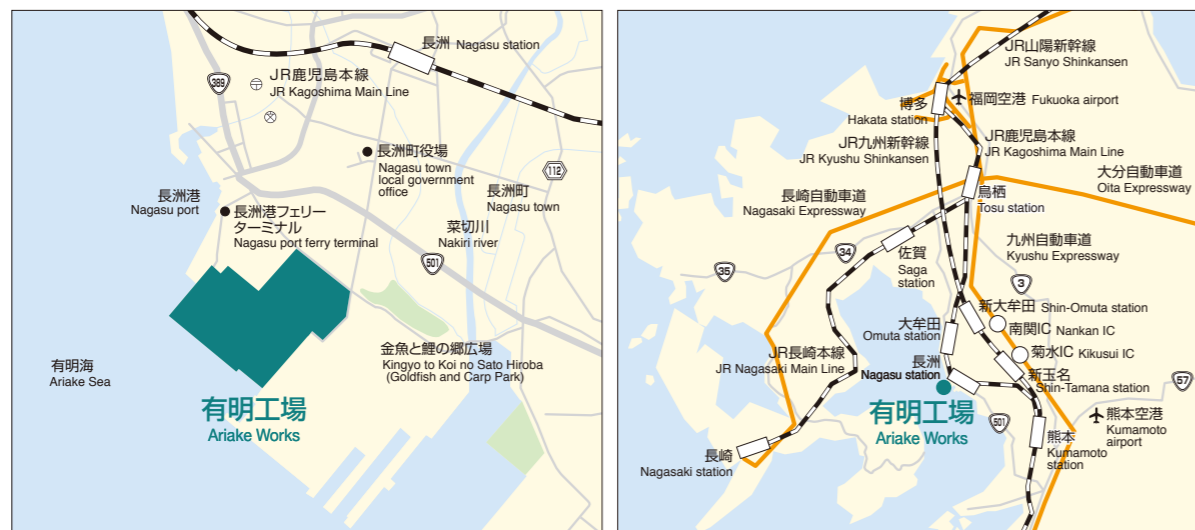 長洲 Nagasu station
389
JR鹿児島本線
JR Kagoshima Main Line
長洲町役場
Nagasu town
local government
office
112
長洲港
Nagasu port
長洲町
Nagasu town
長洲港フェリー
ターミナル
Nagasu port ferry terminal
菜切川
Nakiri river
501
有明海
Ariake Sea
金魚と鯉の郷広場
Kingyo to Koi no Sato Hiroba
(Goldfish and Carp Park)
有明工場
Ariake Works
JR山陽新幹線
JR Sanyo Shinkansen
博多
Hakata station
福岡空港 Fukuoka airport
JR九州新幹線
JR Kyushu Shinkansen
JR鹿児島本線
JR Kagoshima Main Line
大分自動車道
Oita Expressway
長崎自動車道
Nagasaki Expressway
鳥栖
Tosu station
34
35
佐賀
Saga
station
九州自動車道
Kyushu Expressway
3
新大牟田 Shin-Omuta station
大牟田
Omuta station
南関IC Nankan IC
菊水IC Kikusui IC
JR長崎本線
JR Nagasaki Main Line
長洲
Nagasu station
新玉名
Shin-Tamana station
57
有明工場
Ariake Works
501
熊本空港
Kumamoto
airport
熊本
Kumamoto
station
長崎
Nagasaki station